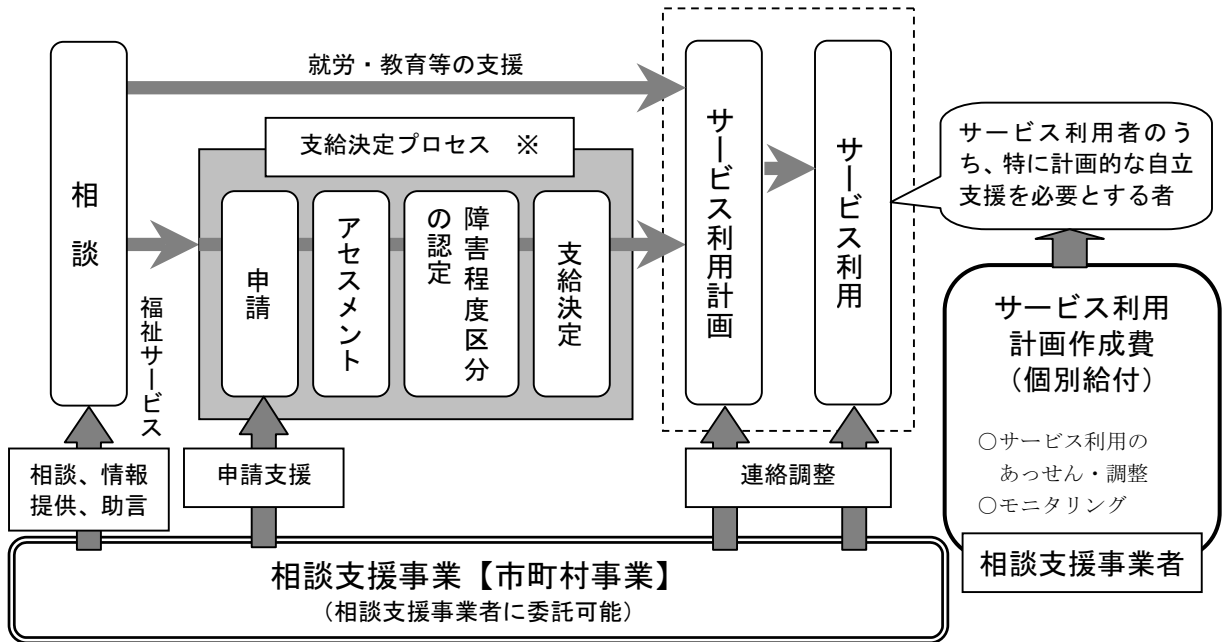 就労・教育等の支援
相談
支給決定プロセス　※
申請
アセスメント
障害程度区分
の認定
支給決定
サービス利用計画
サービス利用
サービス利用者のう
ち、特に計画的な自立
支援を必要とする者
福祉サービス
サービス利用
計画作成費
（個別給付）
○サービス利用の
あっせん・調整
○モニタリング
相談支援事業者
相談、情報
提供、助言
申請支援
連絡調整
相談支援事業【市町村事業】
（相談支援事業者に委託可能）